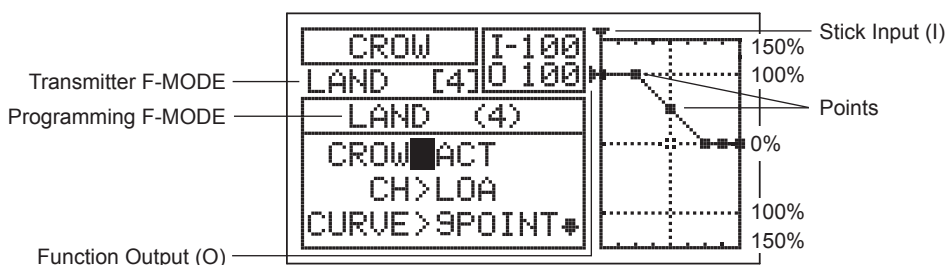 CROW
I-100
LAND [4]
O 100
LAND (4)
CROW ACT
CH>LOA
CURVE>9POINT
Transmitter F-MODE
Programming F-MODE
Function Output (O)
Stick Input (I)
Points
150%
100%
0%
100%
150%